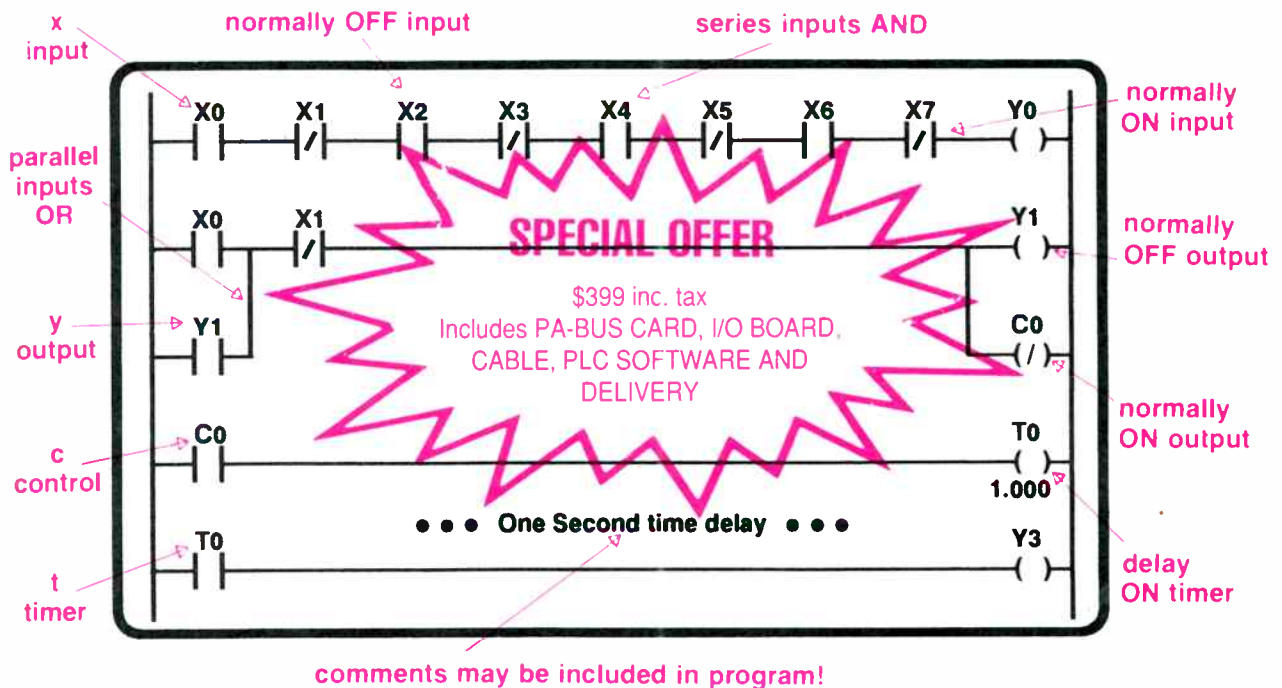 x input
normally OFF input
series inputs AND
X0 X1 X2 X3 X4 X5 X6 X7 Y0
normally ON input
parallel inputs OR
X0 X1 Y1
SPECIAL OFFER
normally OFF output
$399 inc. tax
Includes PA-BUS CARD, I/O BOARD,
CABLE, PLC SOFTWARE AND
DELIVERY
y output
Y1 C0
normally ON output
c control
C0 T0
1.000
• • • One Second time delay • • •
t timer
T0 Y3
delay ON timer
comments may be included in program!